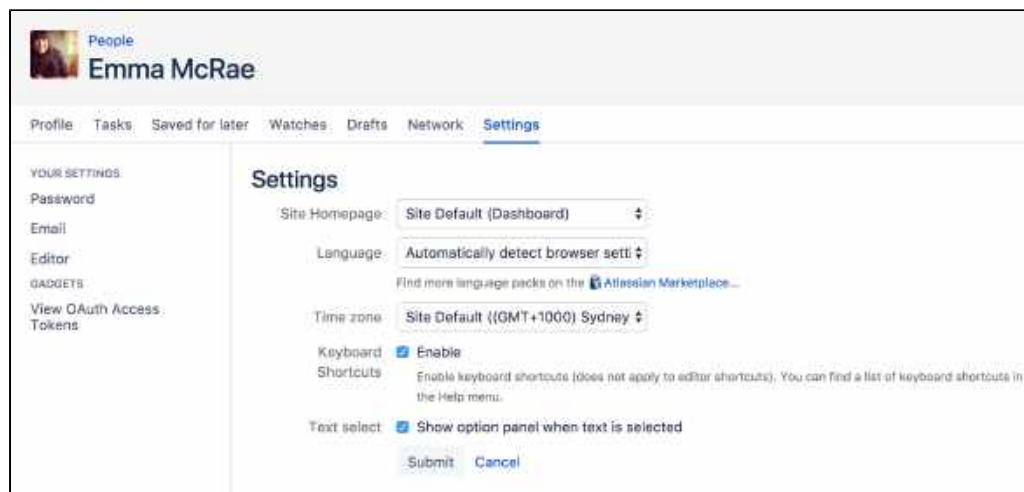 People
Emma McRae
Profile Tasks Saved for later Watches Drafts Network Settings
YOUR SETTINGS
Password
Email
Editor
GADGETS
View OAuth Access
Tokens
Settings
Site Homepage Site Default (Dashboard)
Language Automatically detect browser setti
Find more language packs on the Atlassian Marketplace...
Time zone Site Default ((GMT+1000) Sydney
Keyboard Enable
Shortcuts
Enable keyboard shortcuts (does not apply to editor shortcuts). You can find a list of keyboard shortcuts in
the Help menu.
Text select Show option panel when text is selected
Submit Cancel